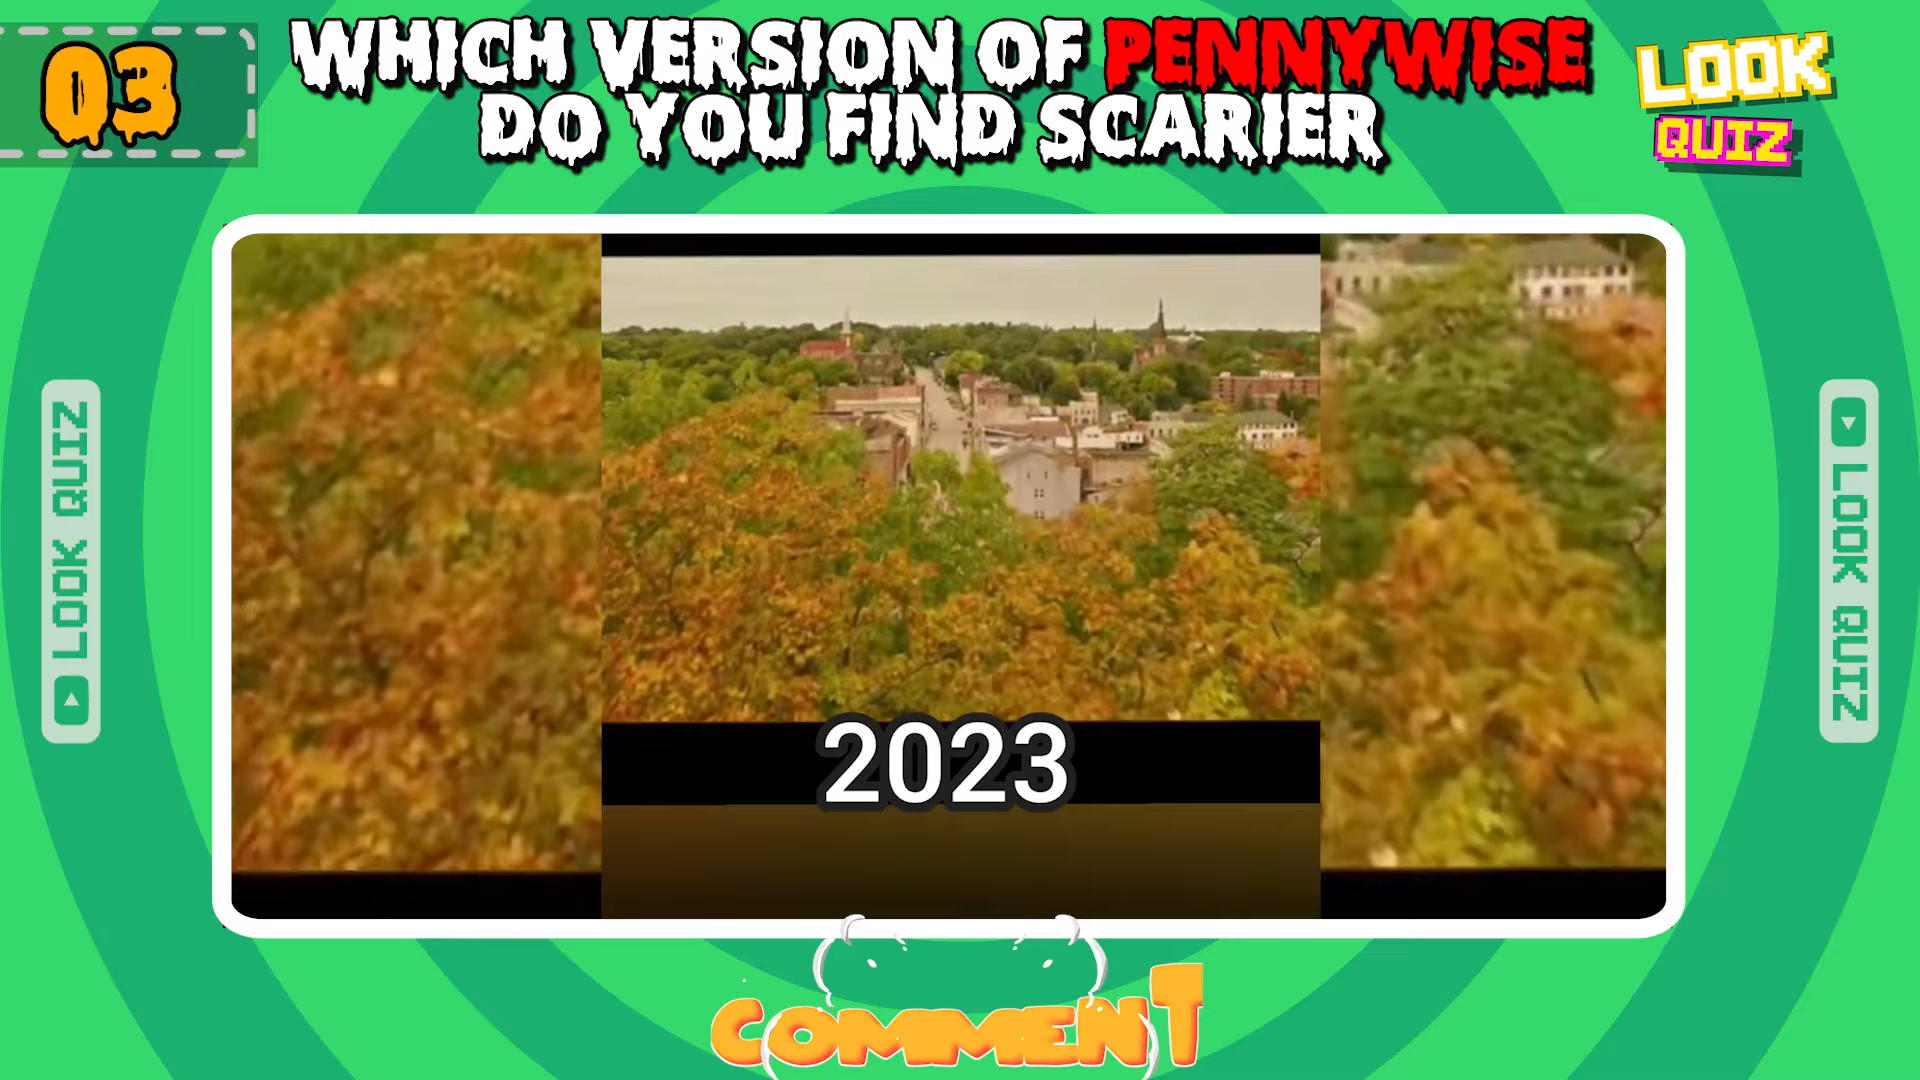 03
WHICH VERSION OF PENNYWISE
DO YOU FIND SCARIER
LOOK
QUIZ
LOOK QUIZ
LOOK QUIZ
2023
COMMENT